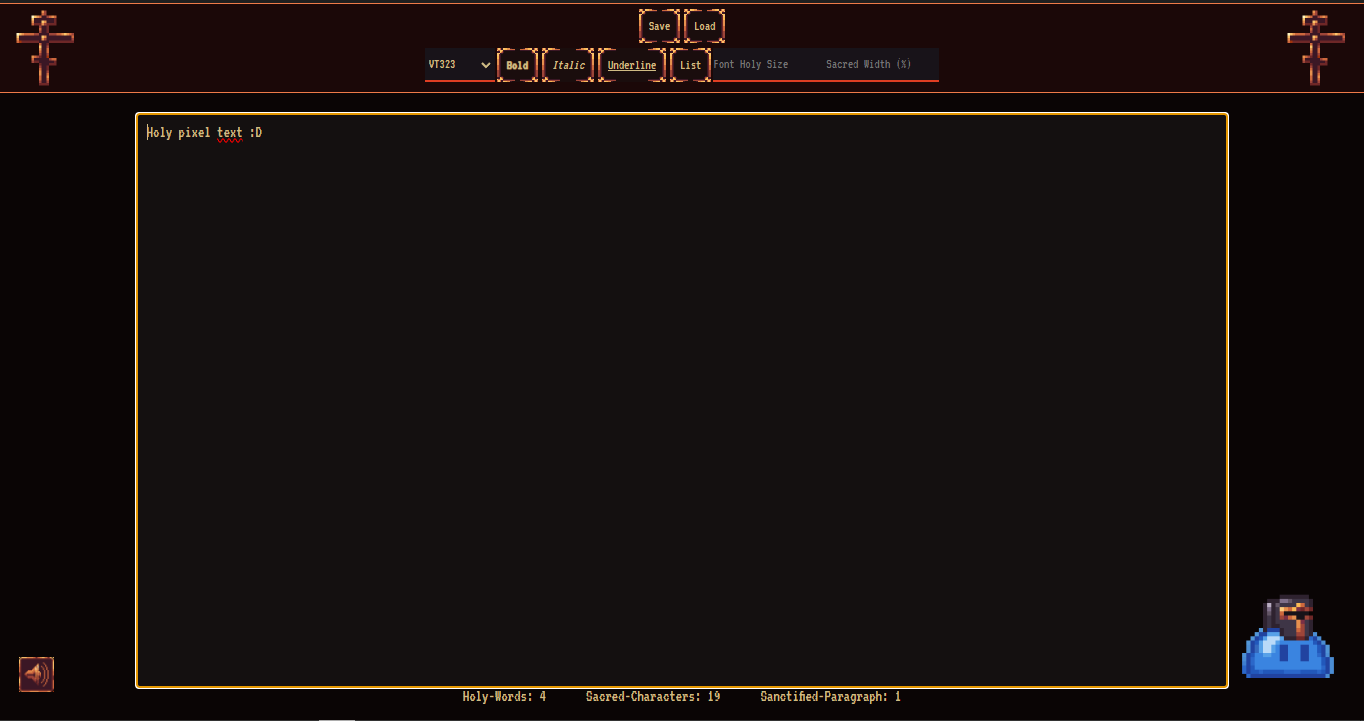 Save Load
VT323 Bold Italic Underline List Font Holy Size Sacred Width (%)
Holy pixel text :D
Holy-Words: 4 Sacred-Characters: 19 Sanctified-Paragraph: 1